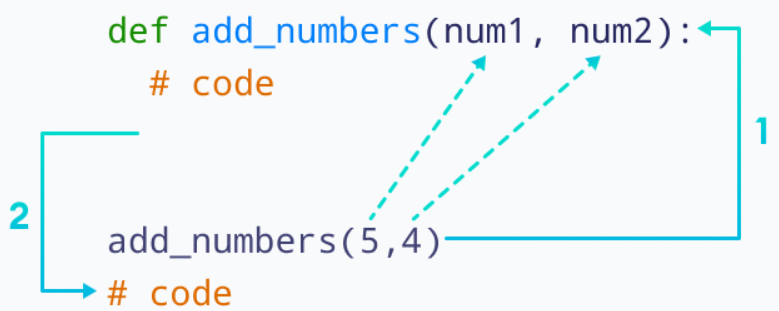 def add_numbers(num1, num2):
# code
1
2
add_numbers(5,4)
# code